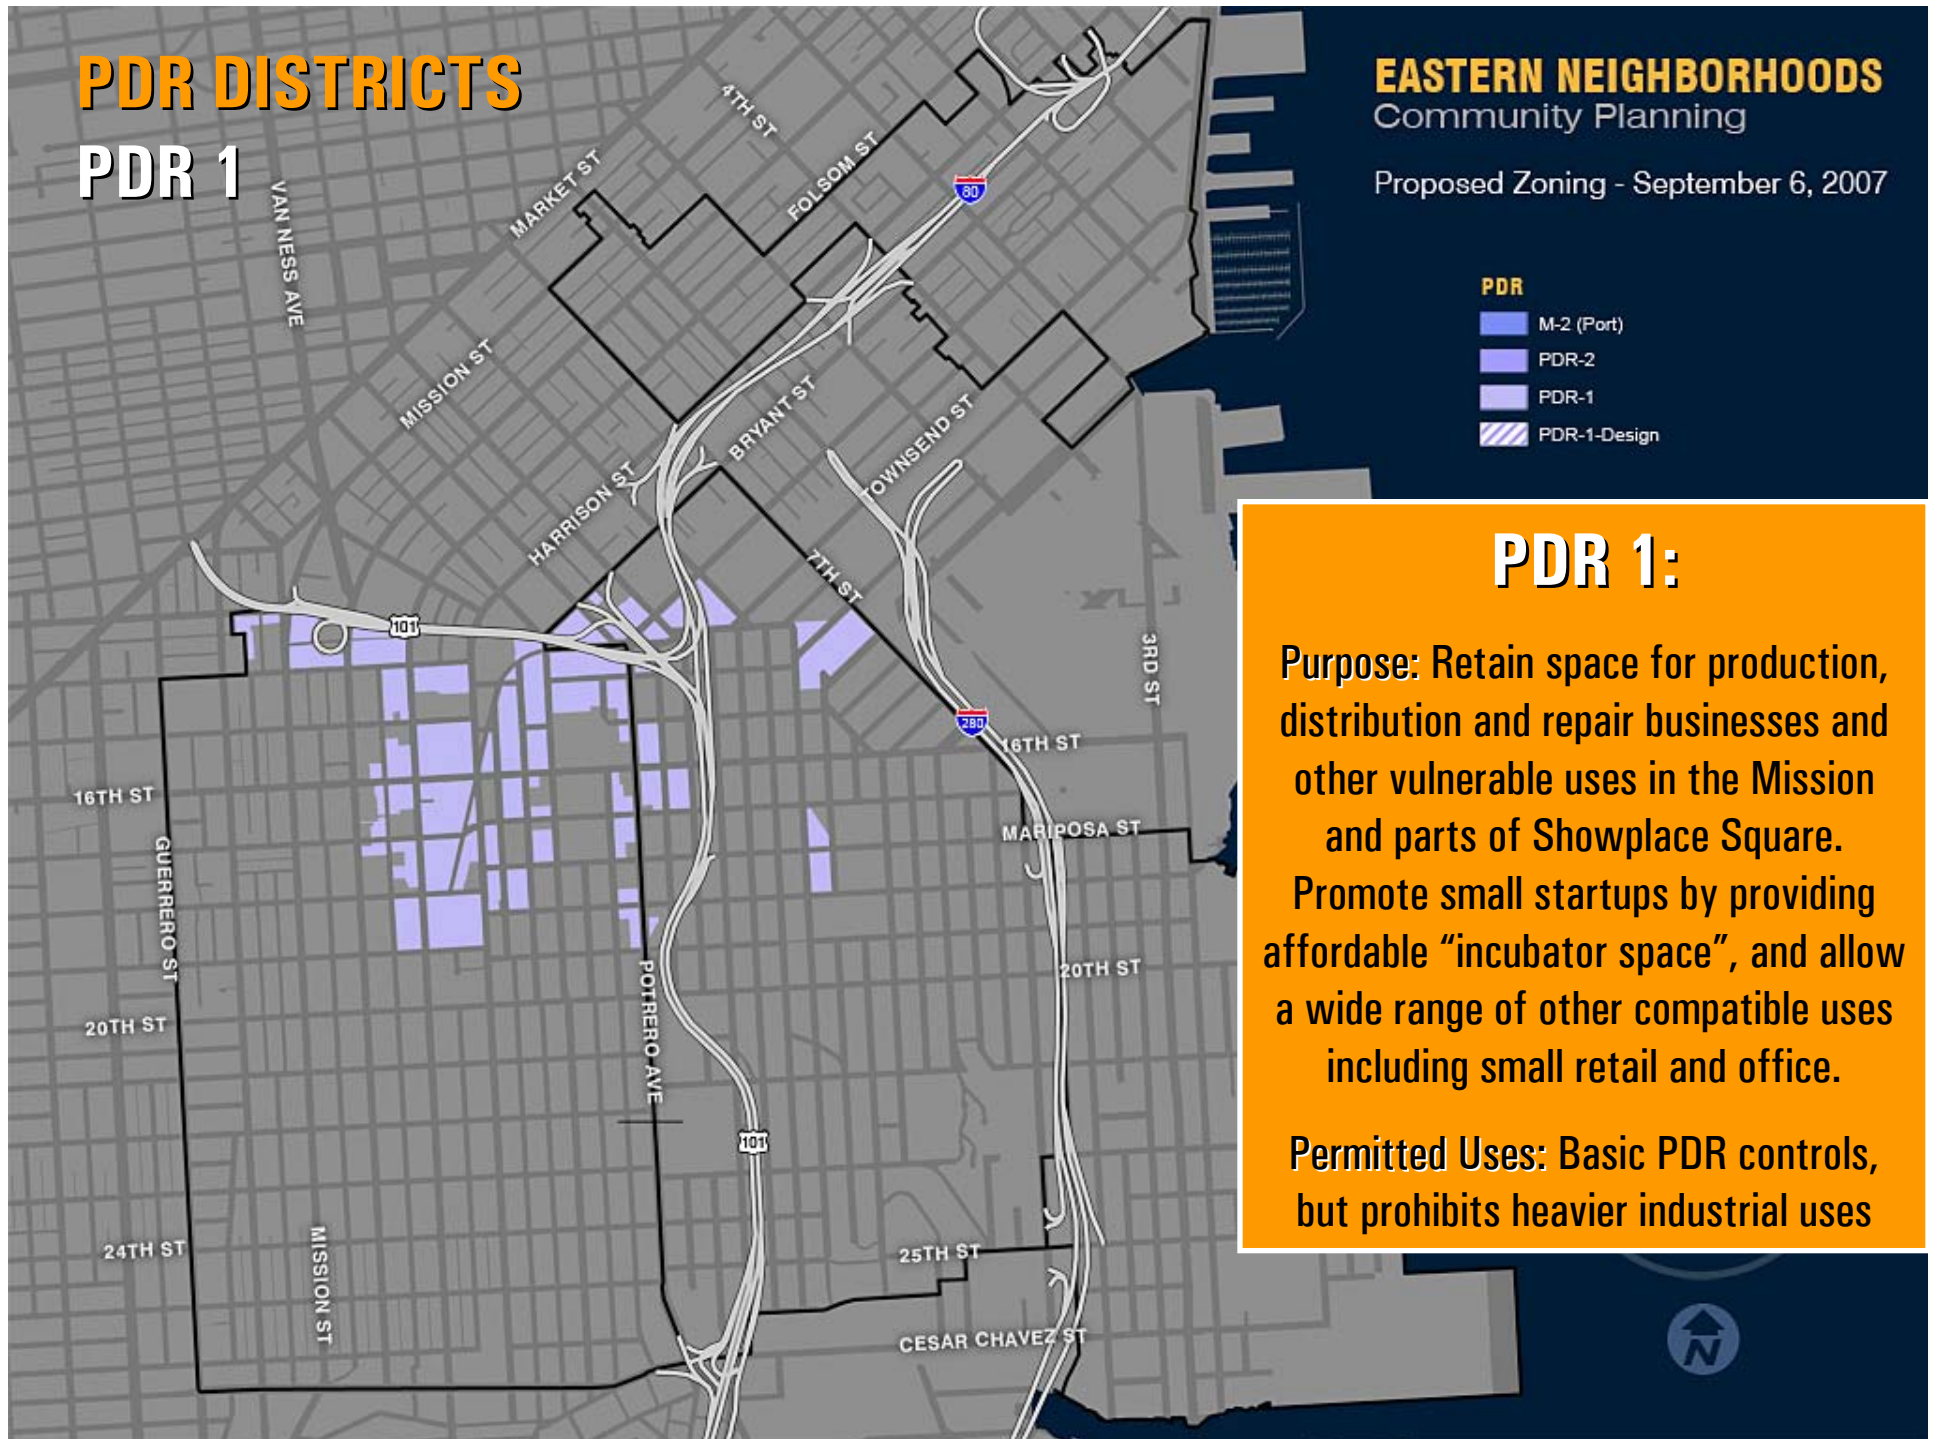 PDR DISTRICTS
PDR 1
EASTERN NEIGHBORHOODS
Community Planning
Proposed Zoning - September 6, 2007
PDR
M-2 (Port)
PDR-2
PDR-1
PDR-1-Design
4TH ST
FOLSOM ST
MARKET ST
VAN NESS AVE
80
MISSION ST
BRYANT ST
TOWNSEND ST
HARRISON ST
7TH ST
101
3RD ST
280
16TH ST
16TH ST
MARIPOSA ST
GUERRERO ST
POTRERO AVE
20TH ST
20TH ST
101
MISSION ST
24TH ST
25TH ST
CESAR CHAVEZ ST
PDR 1:
Purpose: Retain space for production,
distribution and repair businesses and
other vulnerable uses in the Mission
and parts of Showplace Square.
Promote small startups by providing
affordable “incubator space”, and allow
a wide range of other compatible uses
including small retail and office.
Permitted Uses: Basic PDR controls,
but prohibits heavier industrial uses
N